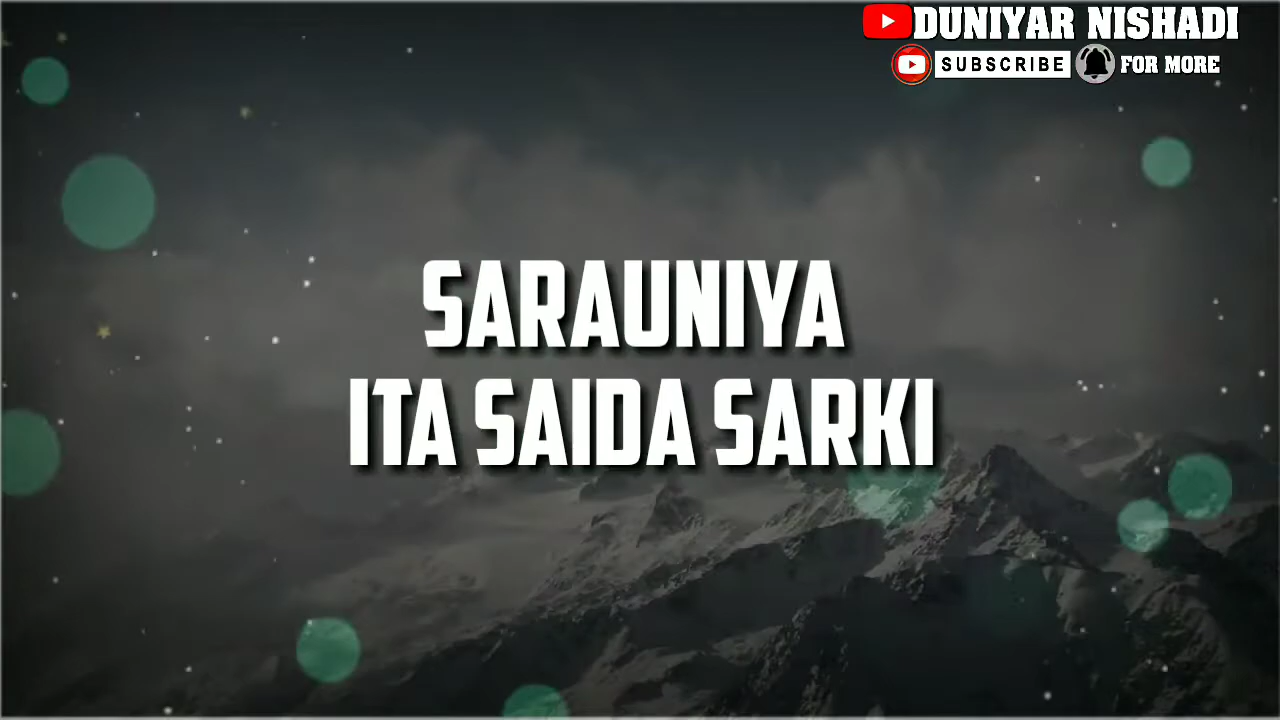 DUNIYAR NISHADI
SUBSCRIBE FOR MORE
SARAUNIYA
ITA SAIDA SARKI